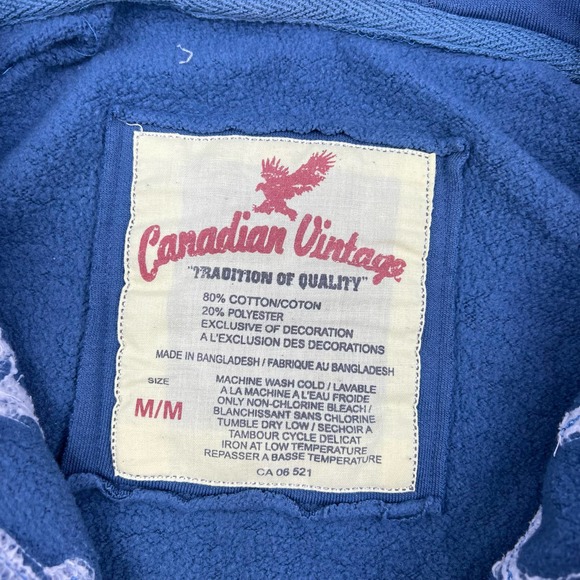 Canadian Vintage
"TRADITION OF QUALITY"
80% COTTON/COTON
20% POLYESTER
EXCLUSIVE OF DECORATION
A L'EXCLUSION DES DECORATIONS
MADE IN BANGLADESH / FABRIQUE AU BANGLADESH
SIZE
M/M
MACHINE WASH COLD / LAVABLE
A LA MACHINE A L'EAU FROIDE
ONLY NON-CHLORINE BLEACH /
BLANCHISSANT SANS CHLORINE
TUMBLE DRY LOW / SECHOIR A
TAMBOUR CYCLE DELICAT
IRON AT LOW TEMPERATURE
REPASSER A BASSE TEMPERATURE
CA 06 521